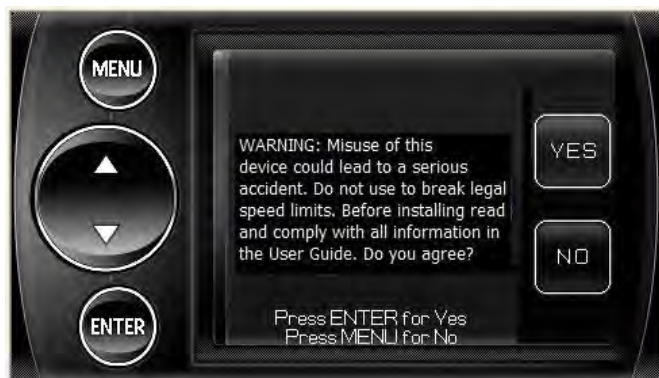 MENU
WARNING: Misuse of this
device could lead to a serious
accident. Do not use to break legal
speed limits. Before installing read
and comply with all information in
the User Guide. Do you agree?
YES
NO
ENTER
Press ENTER for Yes
Press MENU for No